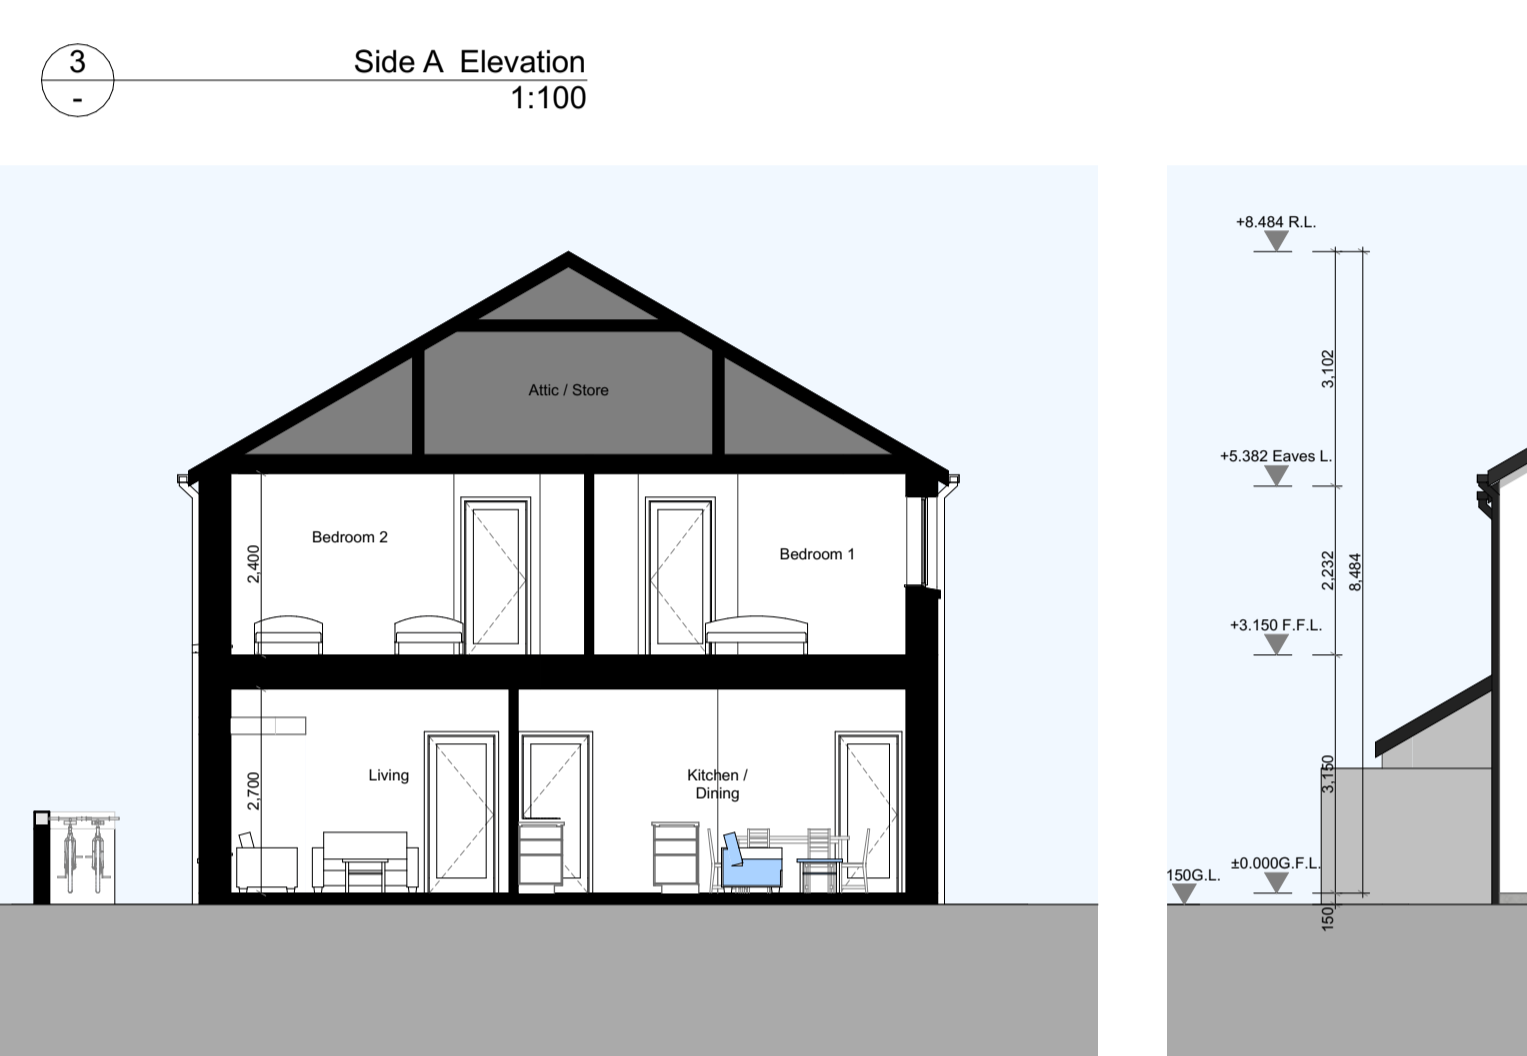 3
-
Side A Elevation
1:100
Attic / Store
Bedroom 2
Bedroom 1
2,400
Living
Kitchen /
Dining
2,700
+8.484 R.L.
3,102
+5.382 Eaves L.
2,232
8,484
+3.150 F.F.L.
3,150
±0.000G.F.L.
150G.L.
150